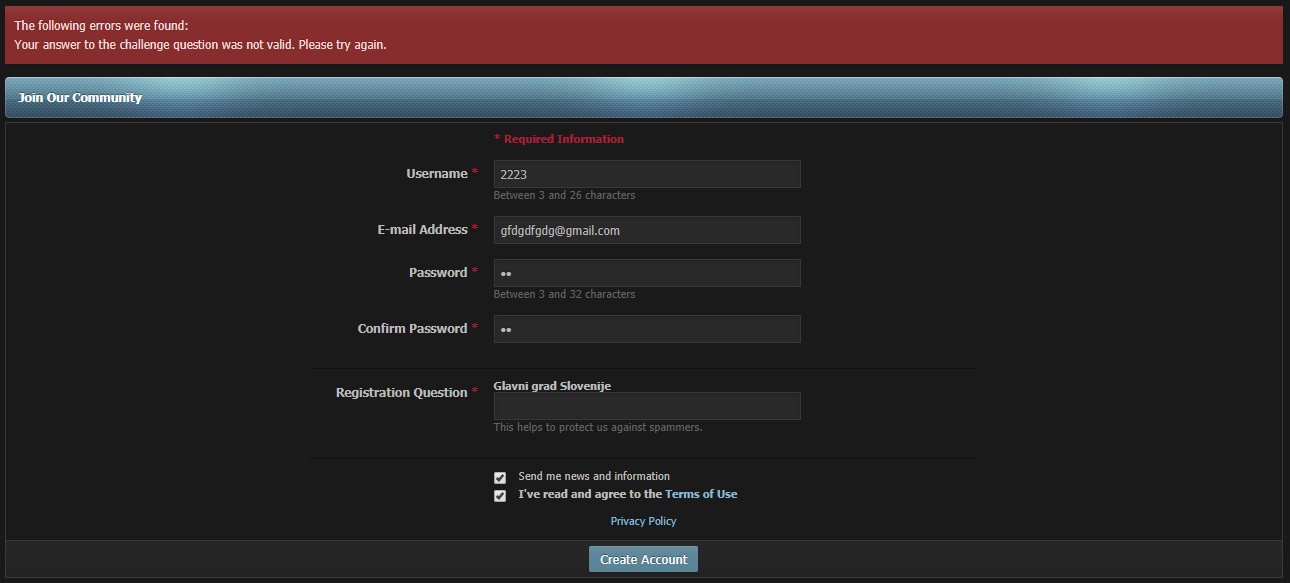 The following errors were found:
Your answer to the challenge question was not valid. Please try again.
Join Our Community
* Required Information
Username *
2223
Between 3 and 26 characters
E-mail Address *
gfdgdfgdg@gmail.com
Password *
••
Between 3 and 32 characters
Confirm Password *
••
Registration Question *
Glavni grad Slovenije
This helps to protect us against spammers.
Send me news and information
I've read and agree to the Terms of Use
Privacy Policy
Create Account